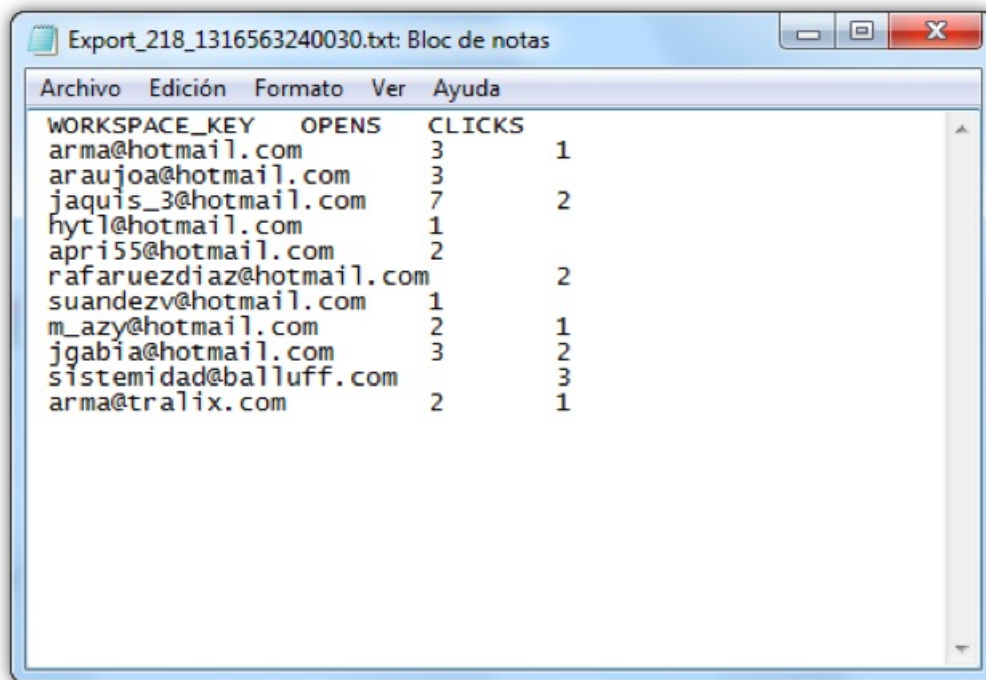 Export_218_1316563240030.txt: Bloc de notas
Archivo Edición Formato Ver Ayuda
WORKSPACE_KEY OPENS CLICKS
arma@hotmail.com 3 1
araujoa@hotmail.com 3
jaquis_3@hotmail.com 7 2
hytl@hotmail.com 1
apri55@hotmail.com 2
rafaruezdiaz@hotmail.com 2
suandezv@hotmail.com 1
m_azy@hotmail.com 2 1
jgabia@hotmail.com 3 2
sistemidad@balluff.com 3
arma@tralix.com 2 1